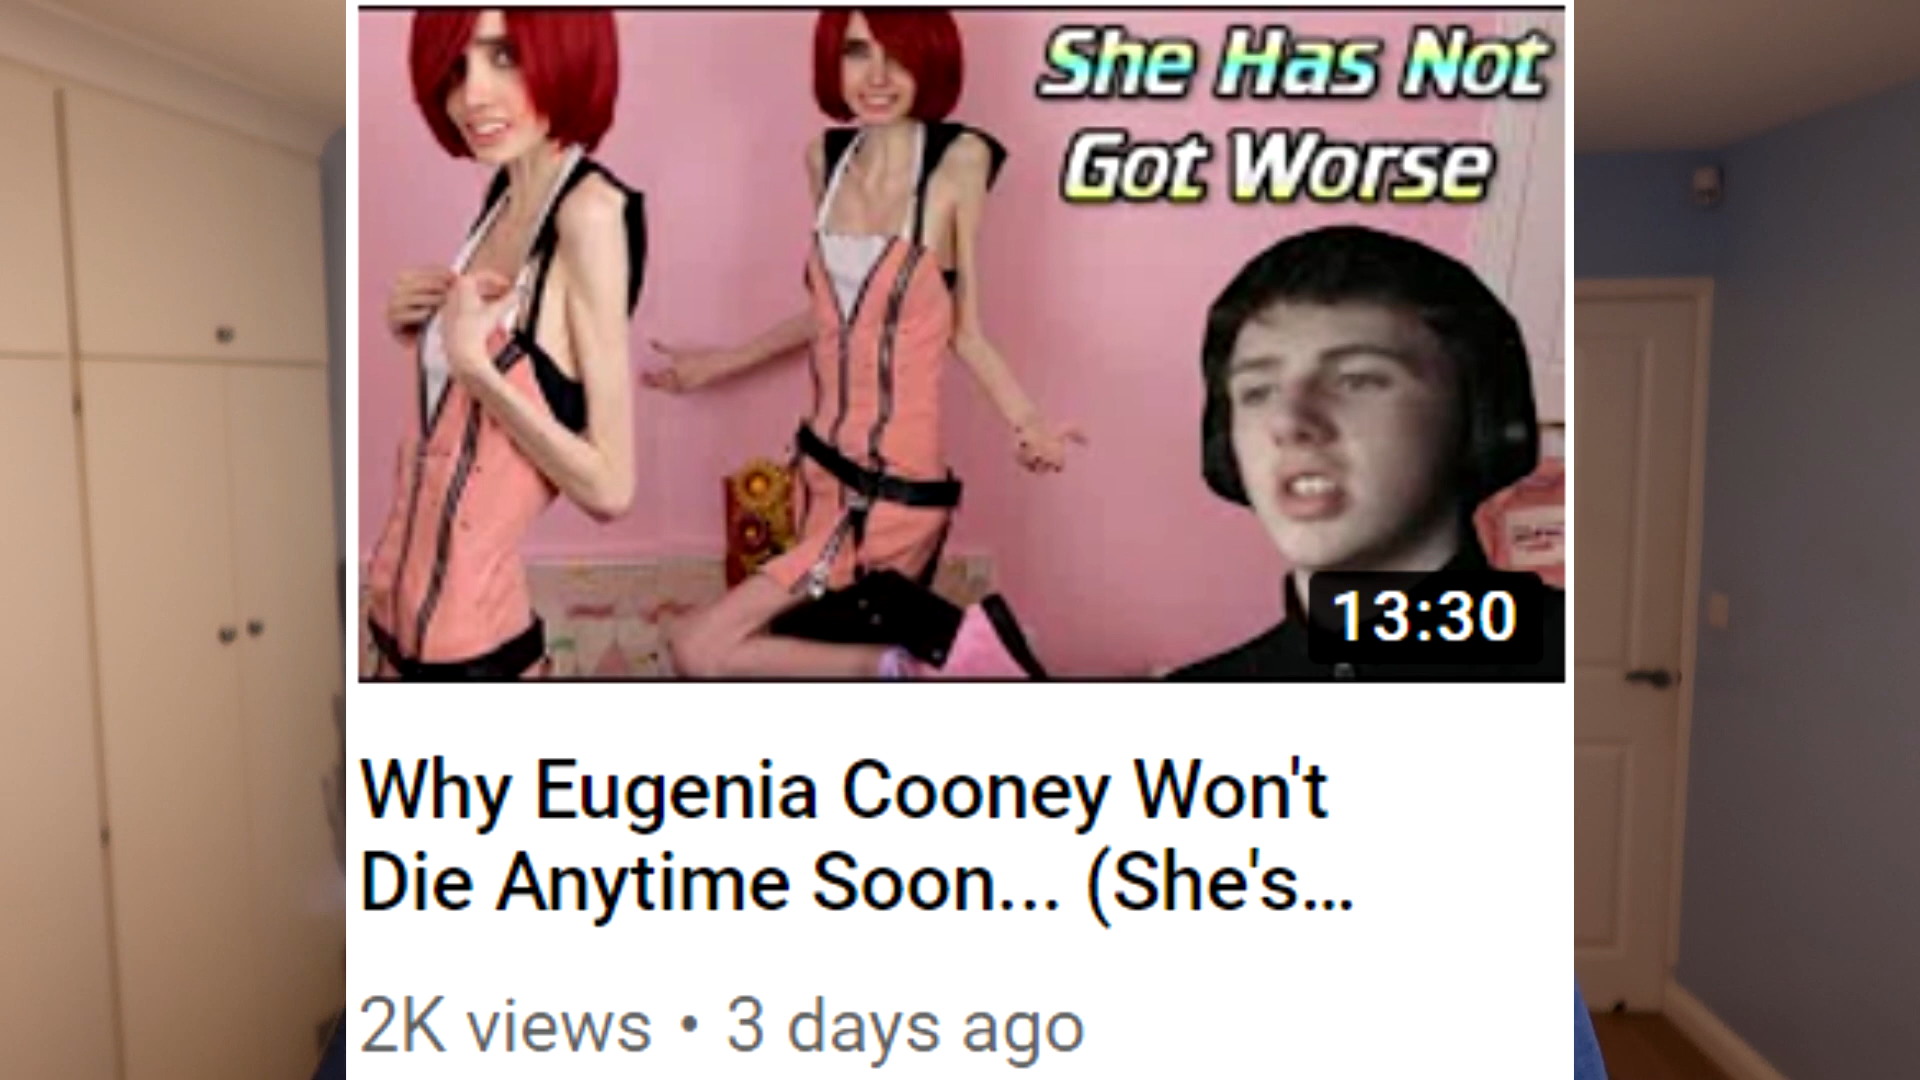 She Has Not
Got Worse
13:30
Why Eugenia Cooney Won't
Die Anytime Soon... (She's...
2K views • 3 days ago